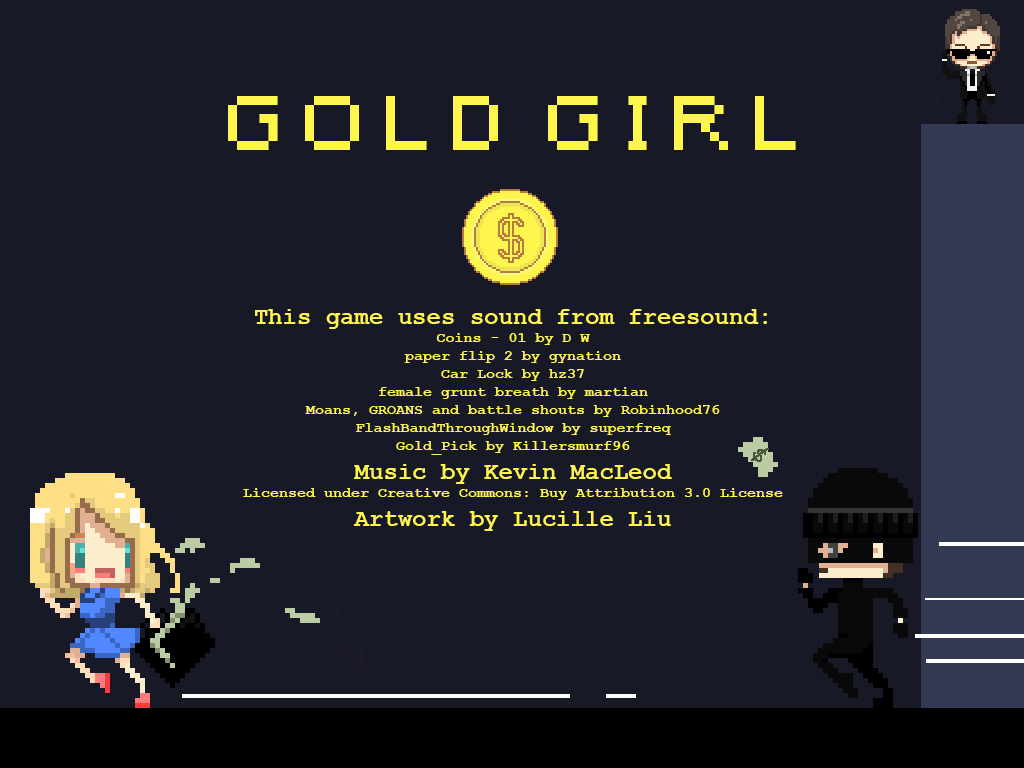 GOLD GIRL
$
This game uses sound from freesound:
Coins - 01 by D W
paper flip 2 by gynation
Car Lock by hz37
female grunt breath by martian
Moans, GROANS and battle shouts by Robinhood76
FlashBandThroughWindow by superfreq
Gold_Pick by Killersmurf96
Music by Kevin MacLeod
Licensed under Creative Commons: Buy Attribution 3.0 License
Artwork by Lucille Liu